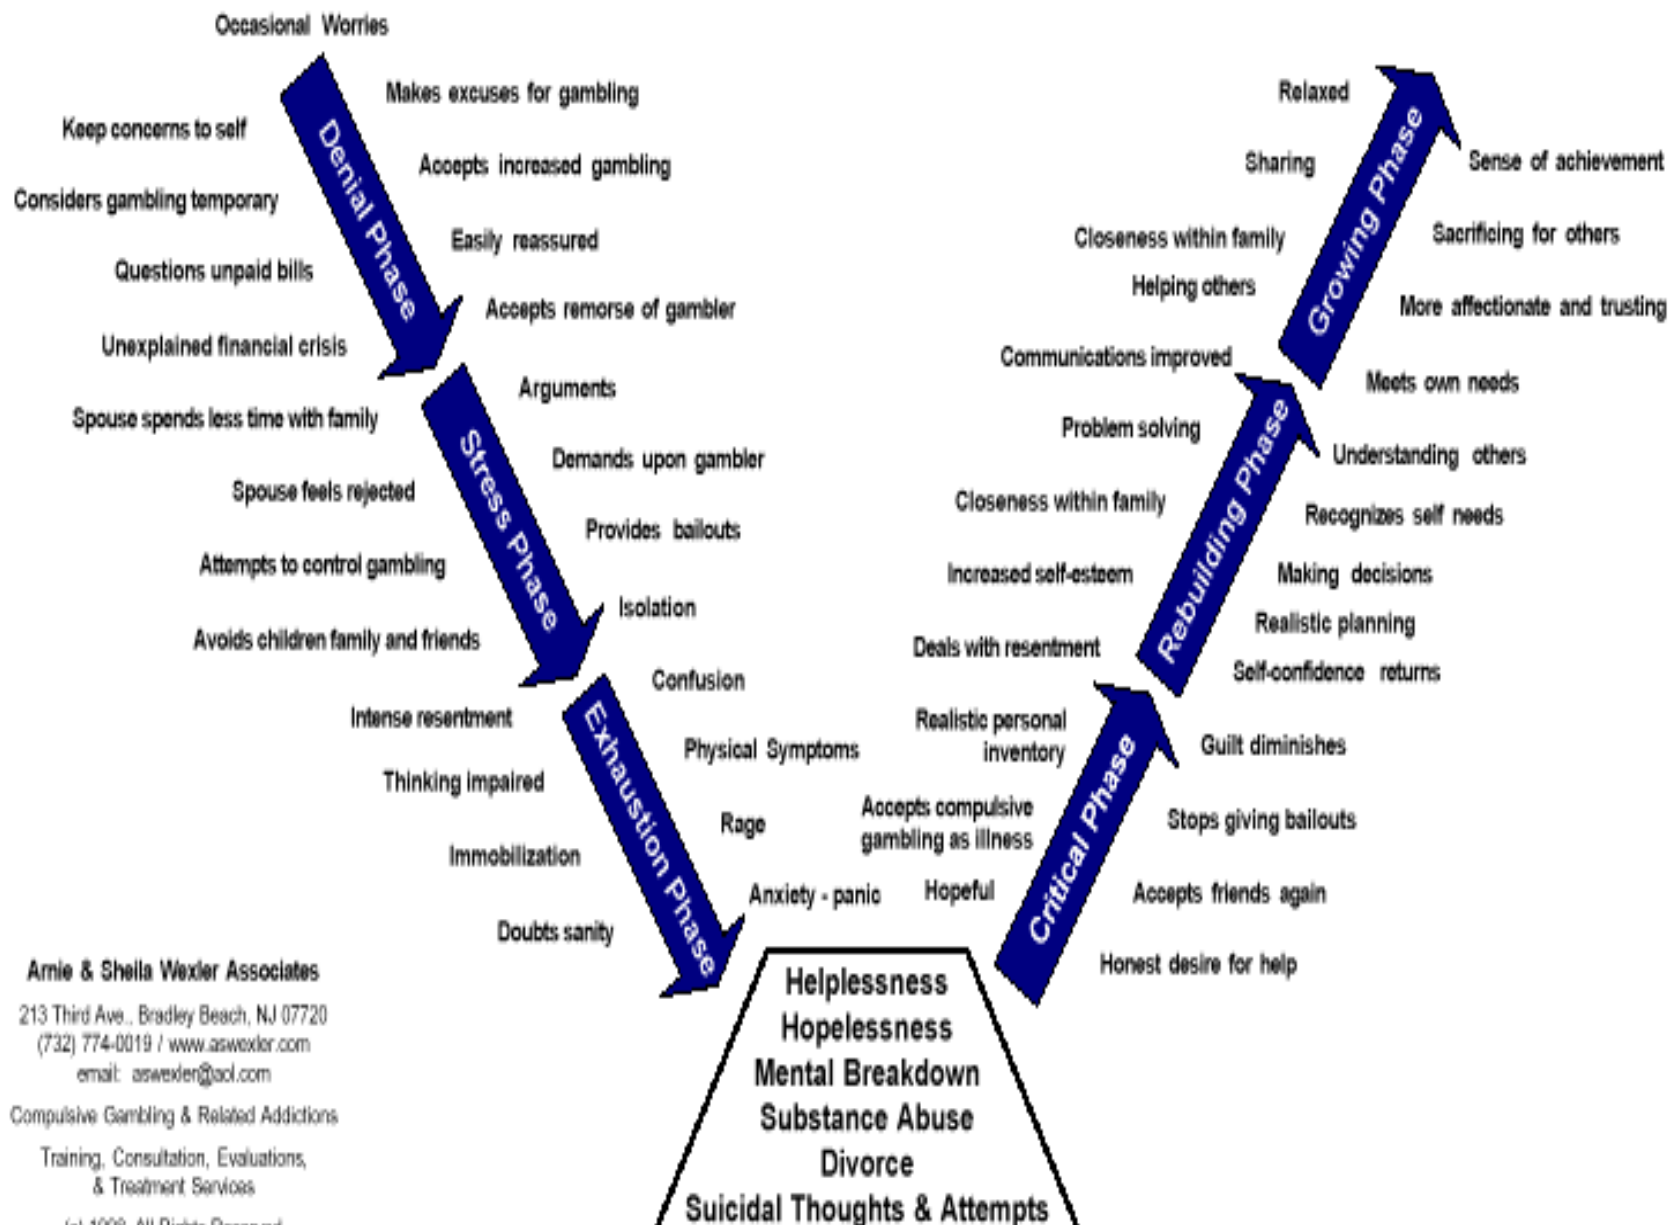 Occasional Worries
Makes excuses for gambling
Keep concerns to self
Accepts increased gambling
Considers gambling temporary
Easily reassured
Questions unpaid bills
Accepts remorse of gambler
Unexplained financial crisis
Denial Phase
Arguments
Spouse spends less time with family
Demands upon gambler
Spouse feels rejected
Provides bailouts
Attempts to control gambling
Isolation
Avoids children family and friends
Stress Phase
Confusion
Intense resentment
Physical Symptoms
Thinking impaired
Rage
Immobilization
Anxiety - panic
Doubts sanity
Exhaustion Phase
Helplessness
Hopelessness
Mental Breakdown
Substance Abuse
Divorce
Suicidal Thoughts & Attempts
Relaxed
Sharing
Sense of achievement
Closeness within family
Sacrificing for others
Helping others
More affectionate and trusting
Growing Phase
Communications improved
Meets own needs
Problem solving
Understanding others
Closeness within family
Recognizes self needs
Increased self-esteem
Making decisions
Realistic planning
Deals with resentment
Self-confidence returns
Rebuilding Phase
Realistic personal
inventory
Guilt diminishes
Accepts compulsive
gambling as illness
Stops giving bailouts
Hopeful
Accepts friends again
Honest desire for help
Critical Phase
Arnie & Sheila Wexler Associates
213 Third Ave., Bradley Beach, NJ 07720
(732) 774-0019 / www.aswexler.com
email: aswexler@aol.com
Compulsive Gambling & Related Addictions
Training, Consultation, Evaluations,
& Treatment Services
All Rights Reserved